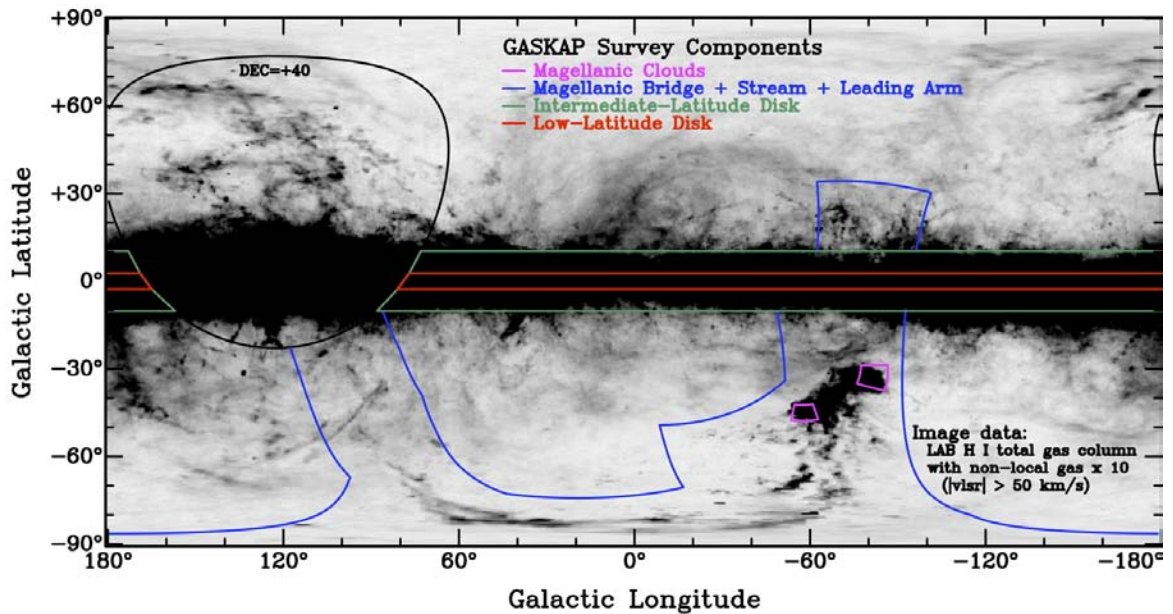 +90°
GASKAP Survey Components
DEC=+40
Magellanic Clouds
Magellanic Bridge + Stream + Leading Arm
+60°
Intermediate-Latitude Disk
Low-Latitude Disk
+30°
Galactic Latitude
0°
−30°
Image data:
LAB H I total gas column
−60°
with non-local gas x 10
(|vlsr| > 50 km/s)
−90°
180° 120° 60° 0° −60° −120° −180°
Galactic Longitude